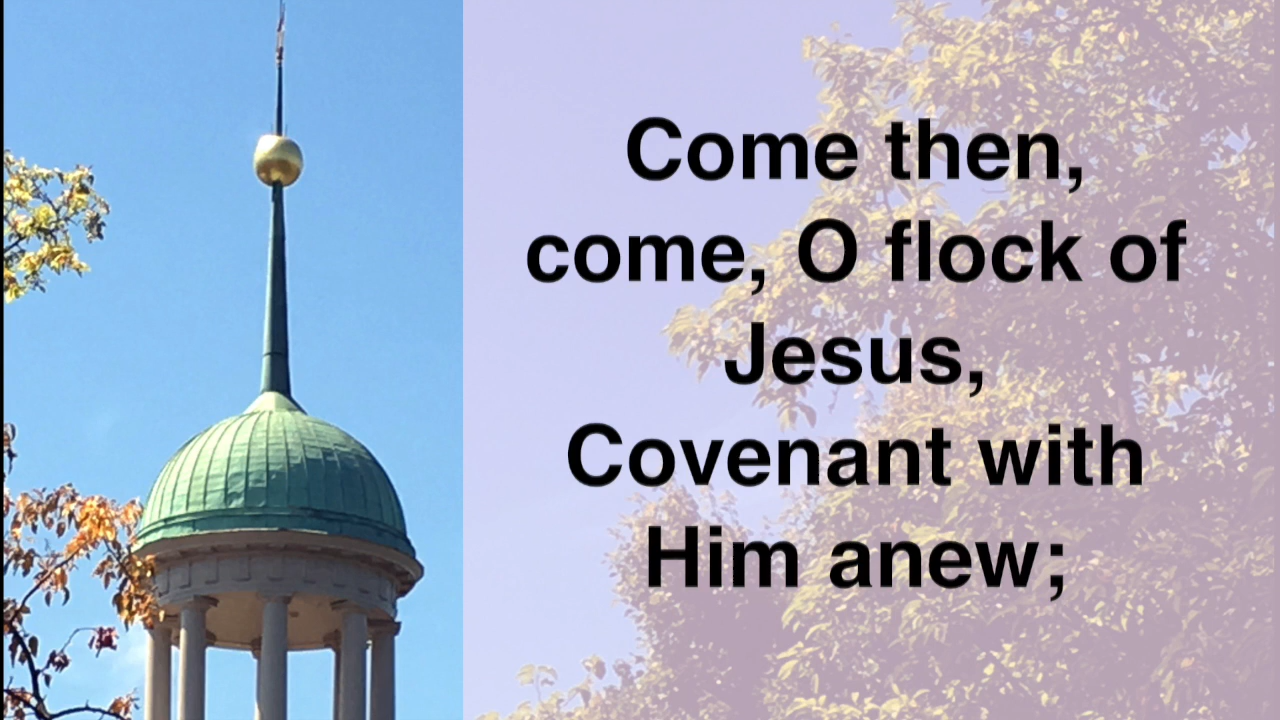 Come then,
come, O flock of
Jesus,
Covenant with
Him anew;